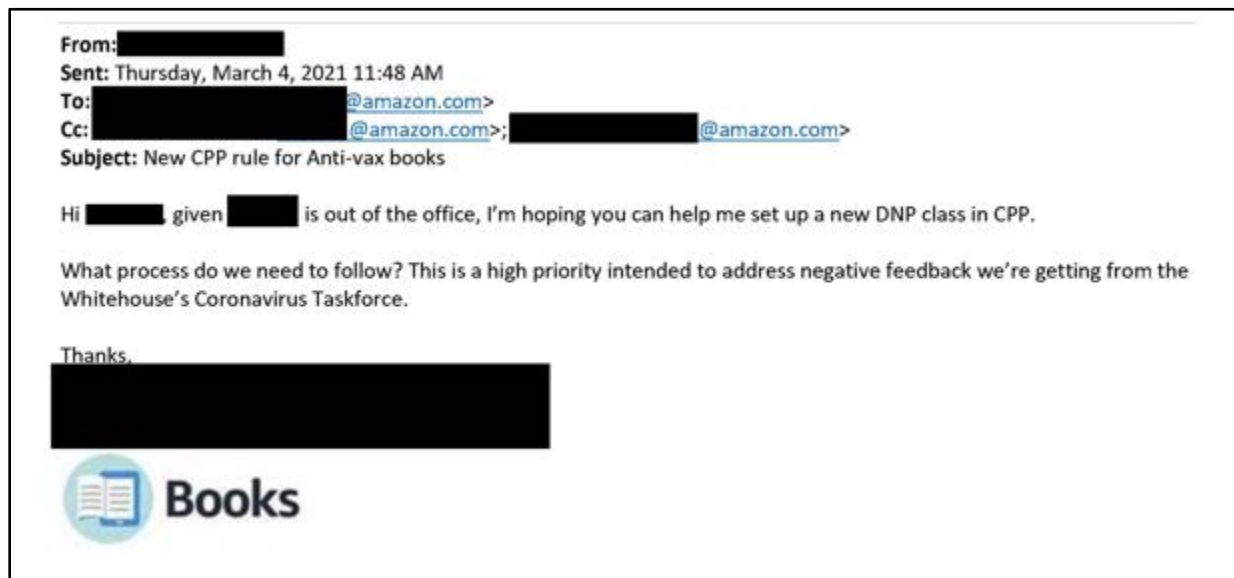 From:
Sent: Thursday, March 4, 2021 11:48 AM
To: @amazon.com>
Cc: @amazon.com>; @amazon.com>
Subject: New CPP rule for Anti-vax books
Hi , given is out of the office, I'm hoping you can help me set up a new DNP class in CPP.
What process do we need to follow? This is a high priority intended to address negative feedback we're getting from the
Whitehouse's Coronavirus Taskforce.
Thanks,
Books